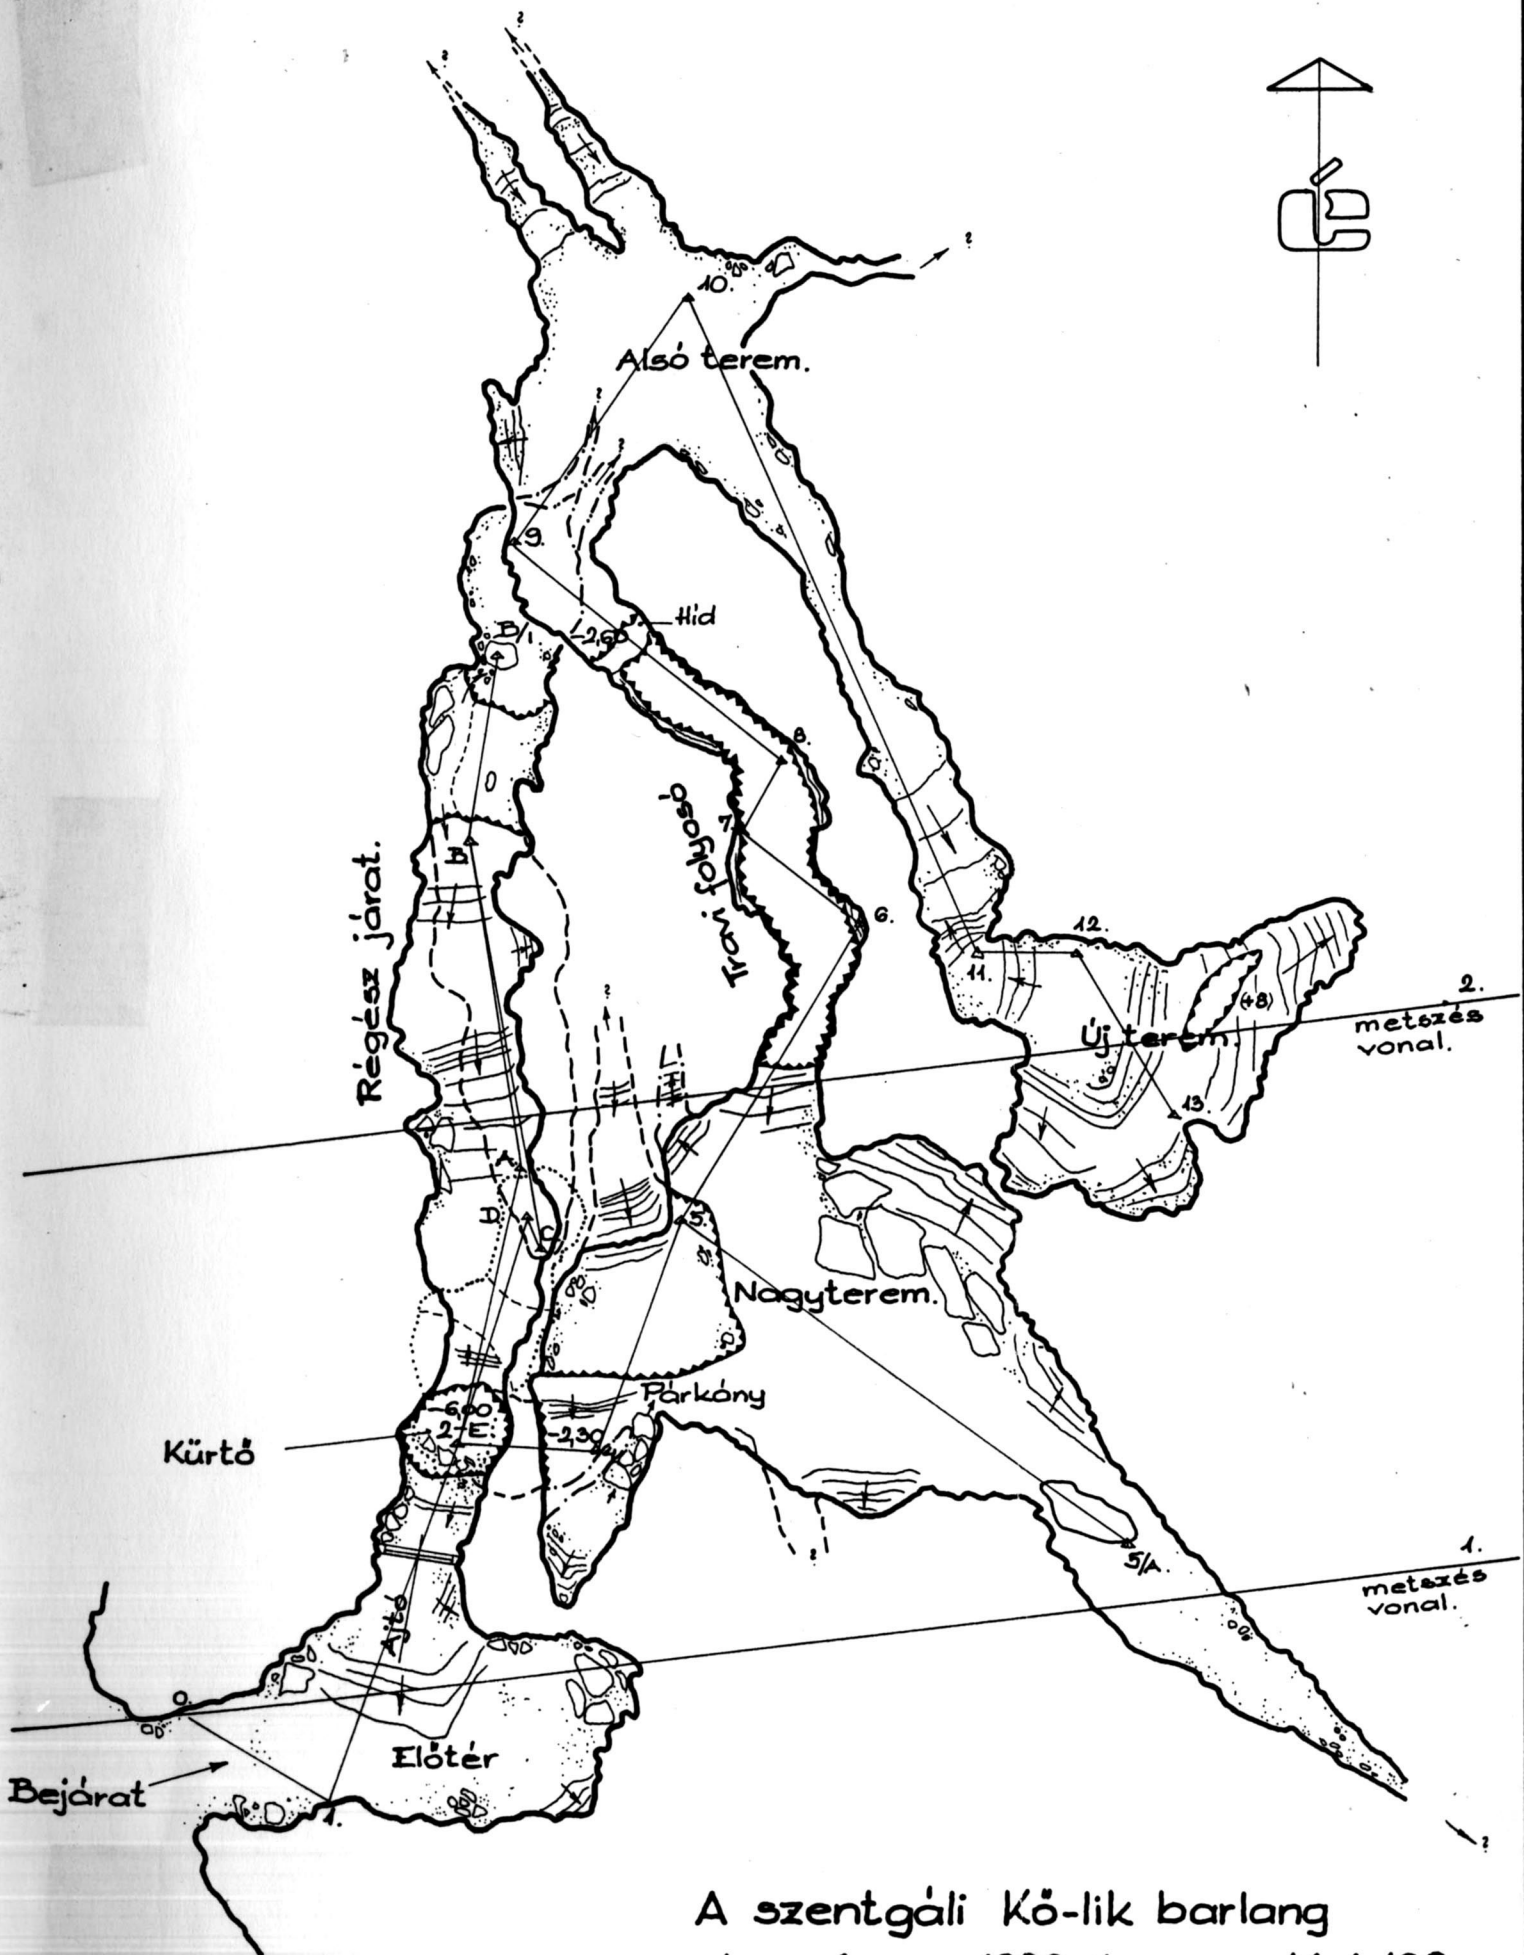 ?
?
É
?
10.
Alsó terem.
?
?
9.
Híd
B/1
-2,60
8.
7
Travi folyosó
B
6.
Régész járat.
12.
11.
(+8)
2.
metszés
vonal.
Új terem.
?
13.
A
D
C
5.
Nagyterem.
Párkány
-6,00
2-E.
-2,30
Kürtő
?
5/A.
1.
metszés
vonal.
Ajtó
0.
Előtér
Bejárat
1.
?
A szentgáli Kő-lik barlang